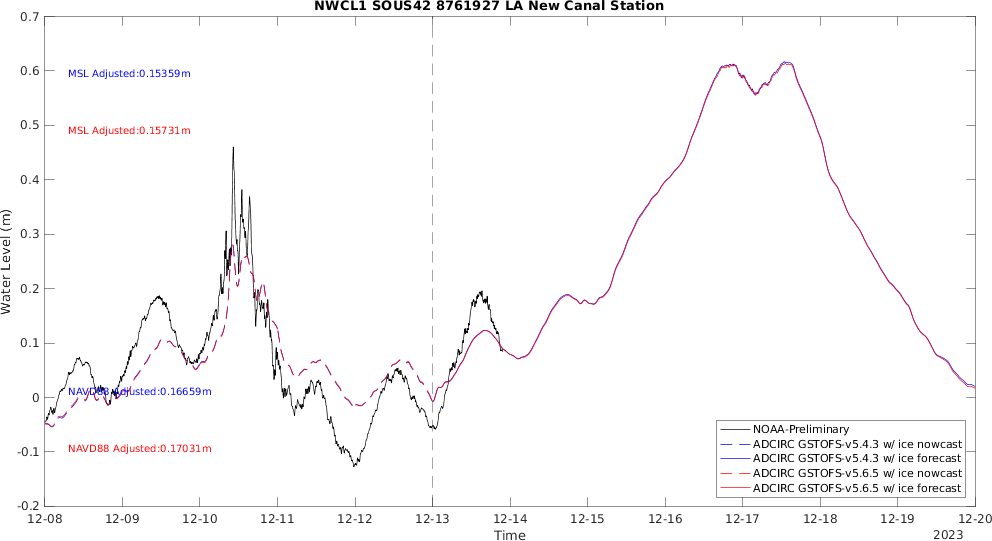 NWCL1 SOUS42 8761927 LA New Canal Station
0.7
0.6
0.5
0.4
0.3
0.2
0.1
0
-0.1
-0.2
Water Level (m)
MSL Adjusted:0.15359m
MSL Adjusted:0.15731m
NAVD88 Adjusted:0.16659m
NAVD88 Adjusted:0.17031m
NOAA-Preliminary
ADCIRC GSTOFS-v5.4.3 w/ ice nowcast
ADCIRC GSTOFS-v5.4.3 w/ ice forecast
ADCIRC GSTOFS-v5.6.5 w/ ice nowcast
ADCIRC GSTOFS-v5.6.5 w/ ice forecast
12-08 12-09 12-10 12-11 12-12 12-13 12-14 12-15 12-16 12-17 12-18 12-19 12-20
Time
2023